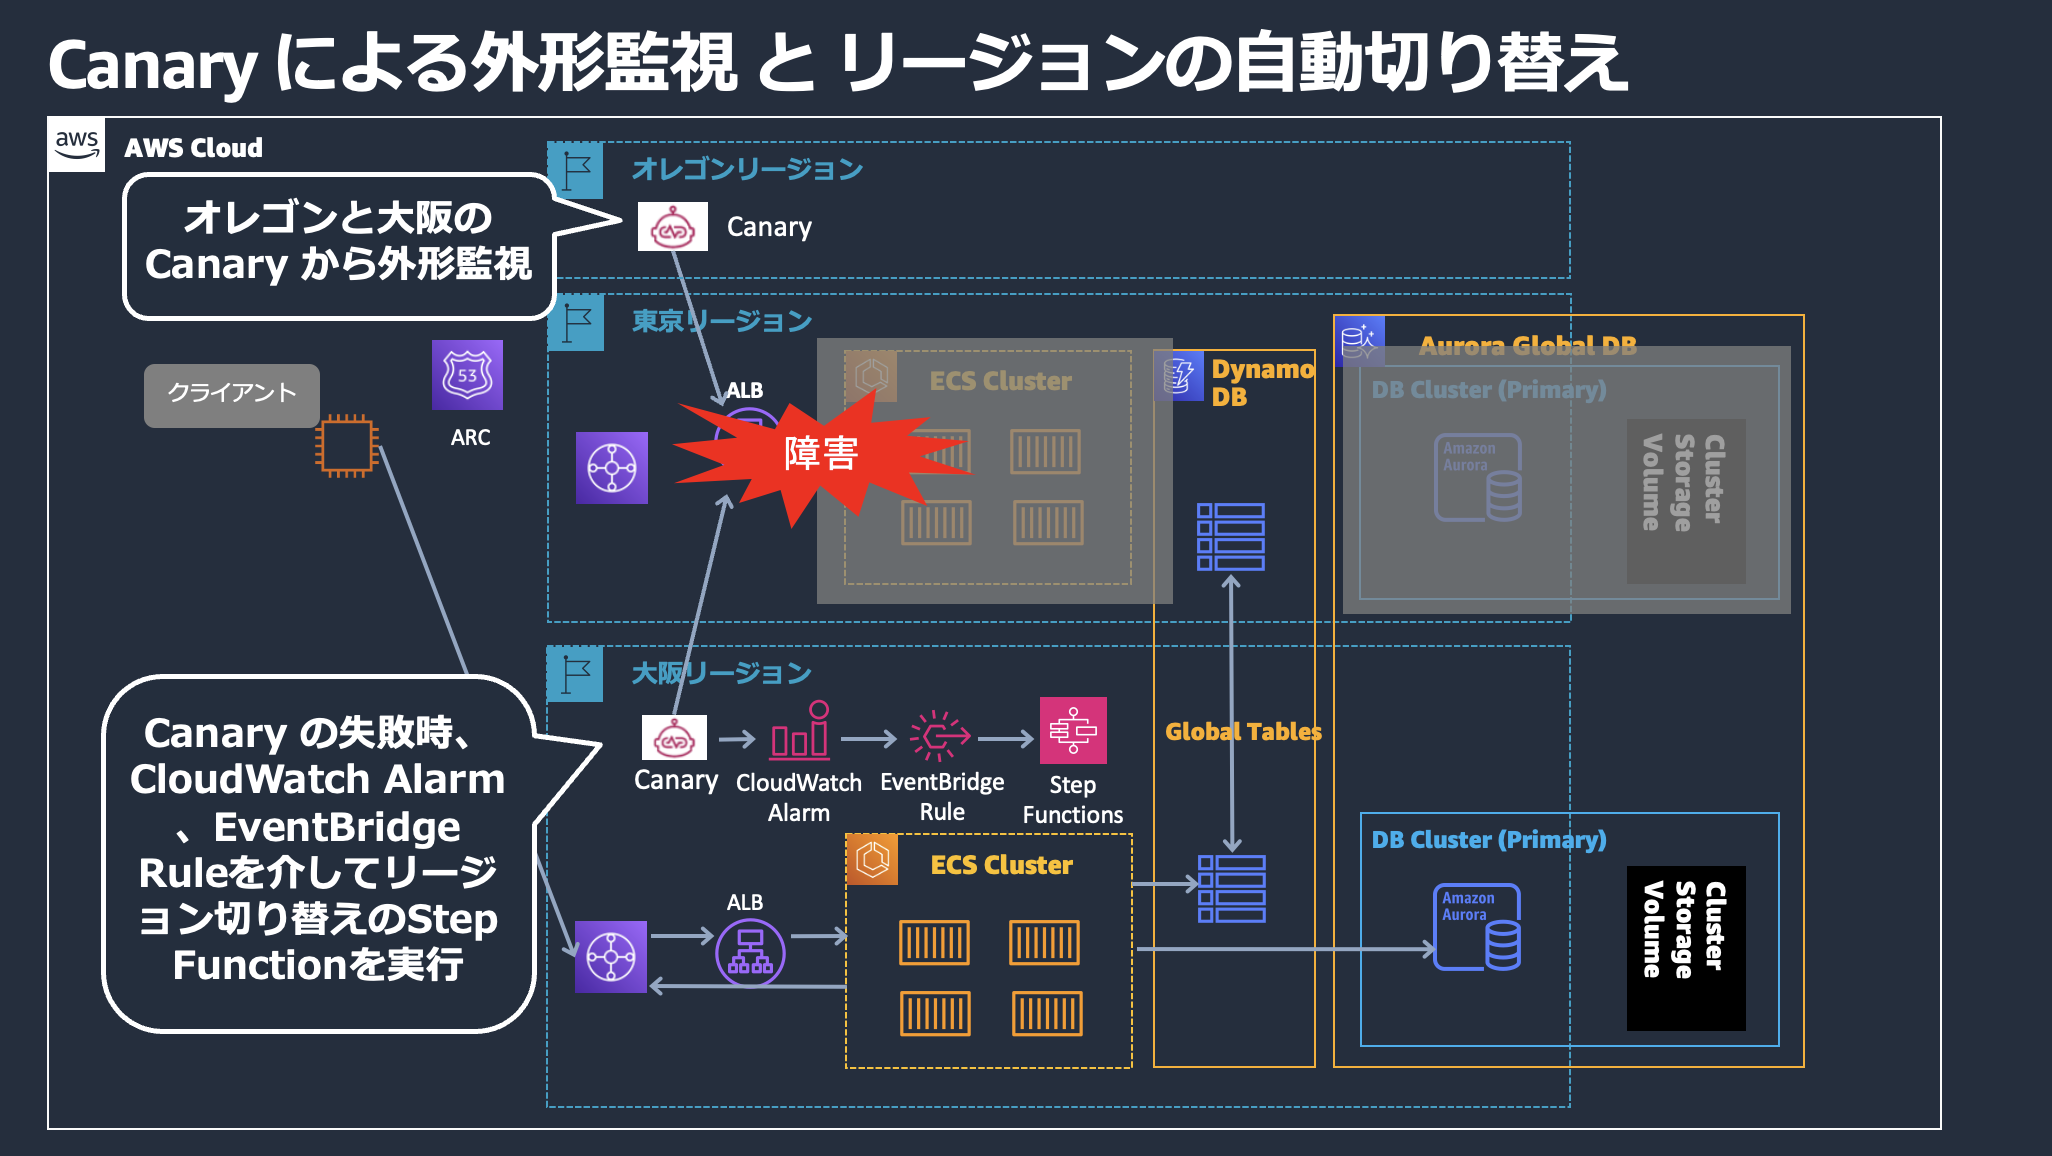 Canary による外形監視 と リージョンの自動切り替え
aws
AWS Cloud
オレゴンと大阪の
Canary から外形監視
オレゴンリージョン
Canary
東京リージョン
クライアント
53
ARC
ALB
障害
ECS Cluster
Dynamo
DB
Aurora Global DB
DB Cluster (Primary)
Amazon
Aurora
Cluster
Storage
Volume
大阪リージョン
Canary の失敗時、
CloudWatch Alarm
、EventBridge
Ruleを介してリージ
ョン切り替えのStep
Functionを実行
Canary
CloudWatch
Alarm
EventBridge
Rule
Step
Functions
Global Tables
ALB
ECS Cluster
DB Cluster (Primary)
Amazon
Aurora
Cluster
Storage
Volume